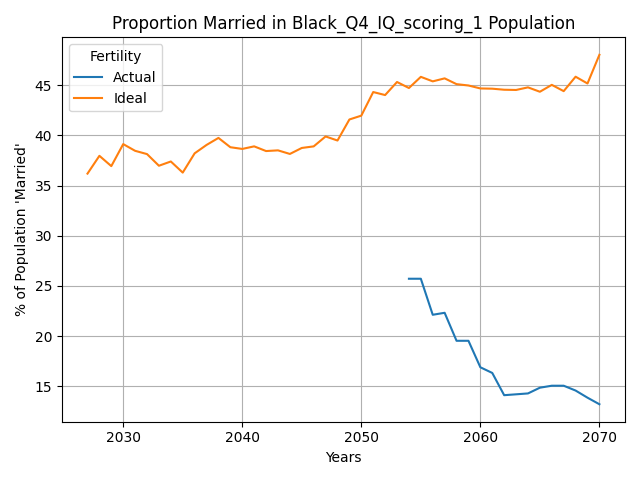 Proportion Married in Black_Q4_IQ_scoring_1 Population
Fertility
Actual
Ideal
% of Population 'Married'
45
40
35
30
25
20
15
2030
2040
2050
2060
2070
Years